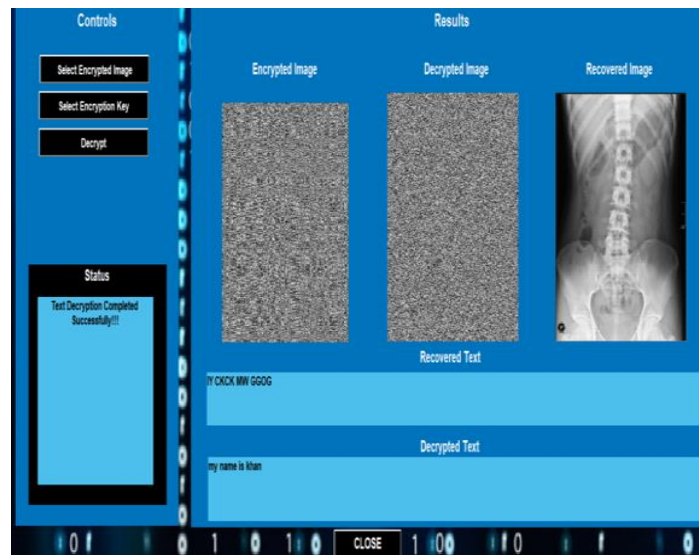 Controls
Select Encrypted Image
Select Encryption Key
Decrypt
Status
Text Decryption Completed
Successfully!!!
Results
Encrypted Image
Decrypted Image
Recovered Image
Recovered Text
IY CKCK MW GGOG
Decrypted Text
my name is khan
CLOSE